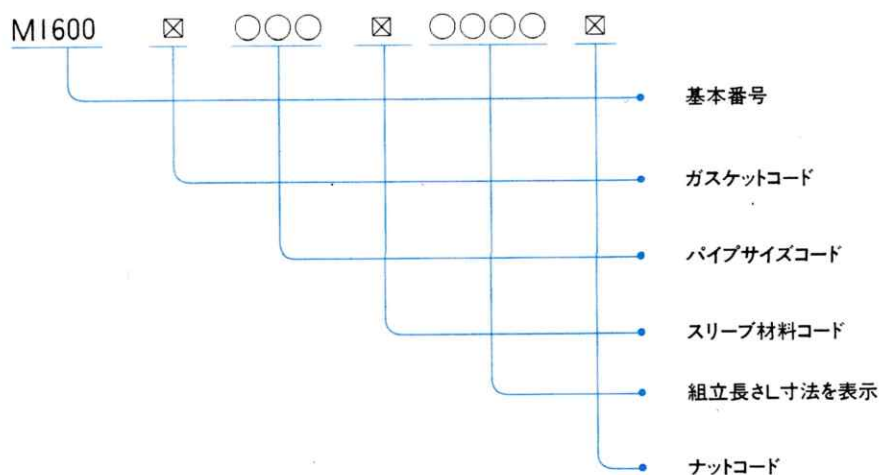 M1600 ☒ ○○○ ☒ ○○○○ ☒
基本番号
ガスケットコード
パイプサイズコード
スリーブ材料コード
組立長さL寸法を表示
ナットコード